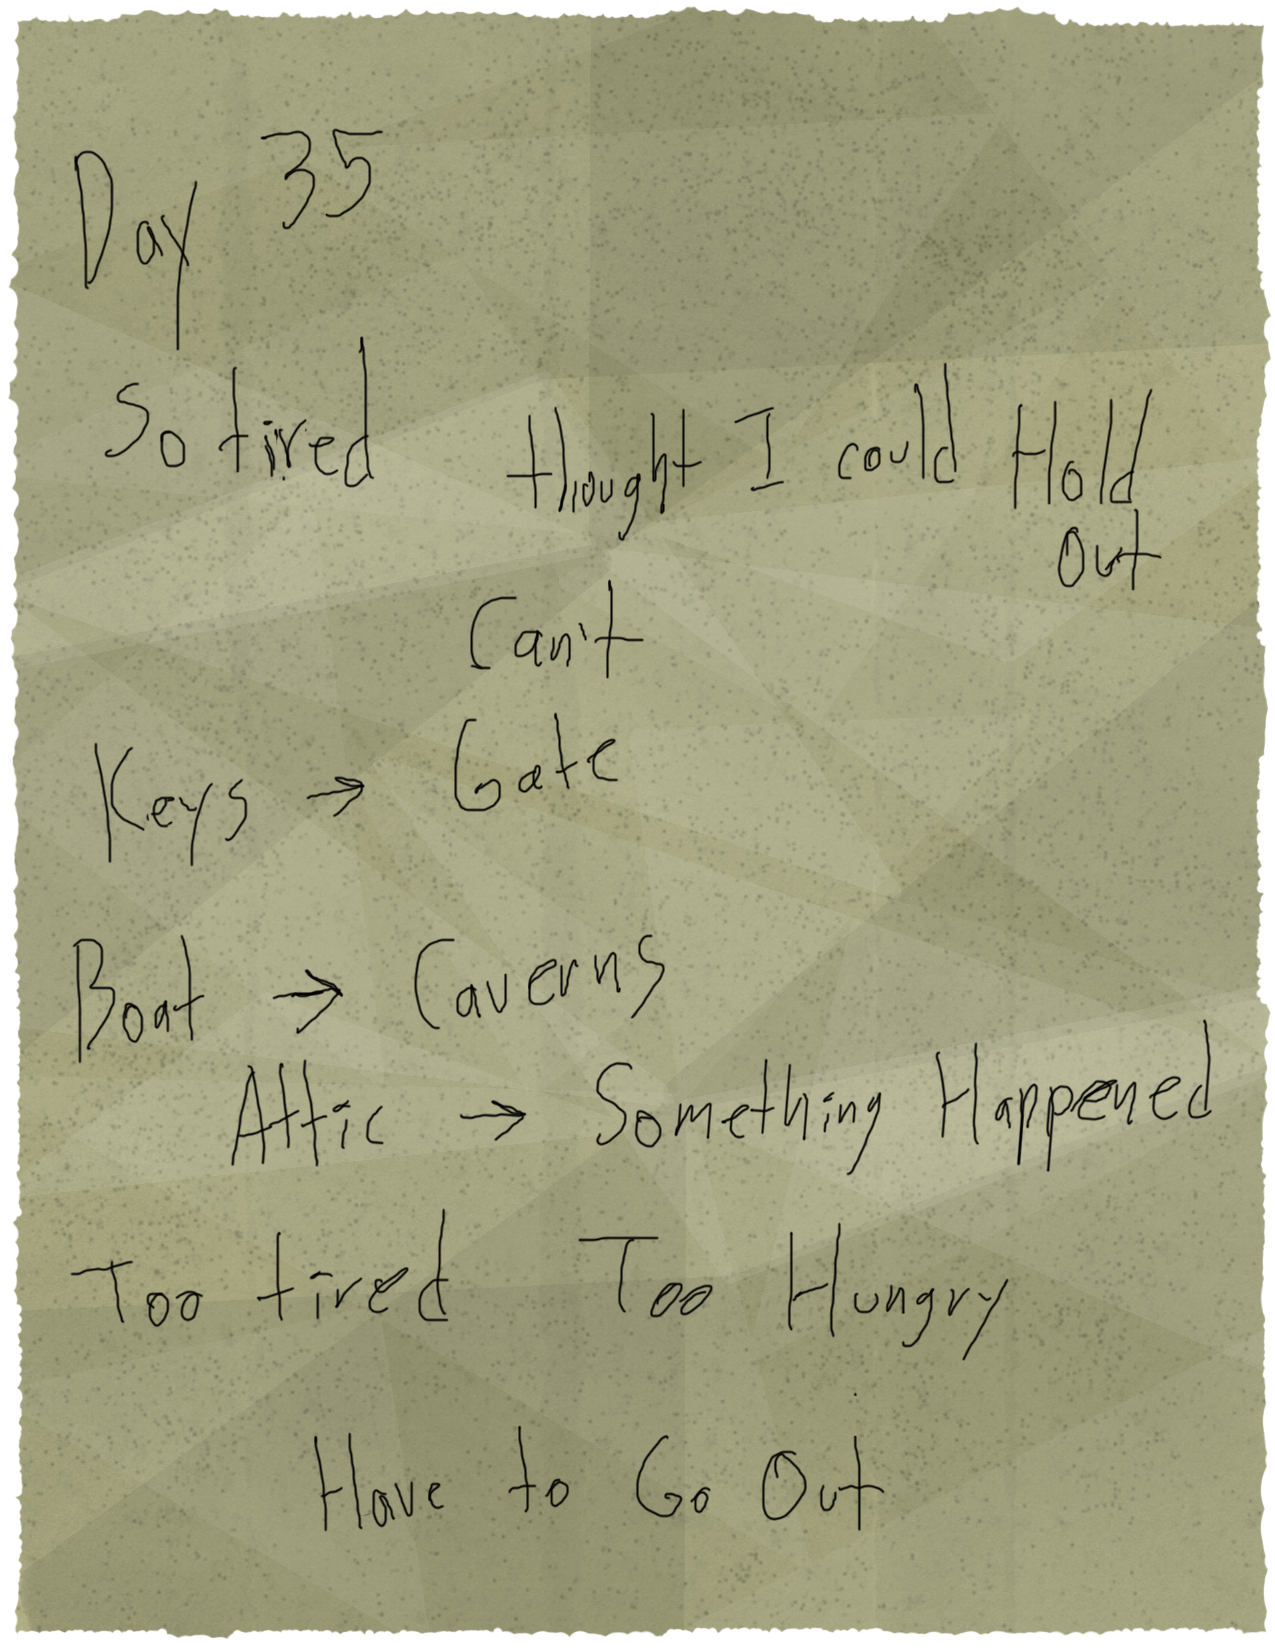 Day 35
So tired thought I could Hold
Out
Can't
Keys → Gate
Boat → Caverns
Attic → Something Happened
Too tired Too Hungry
Have to Go Out